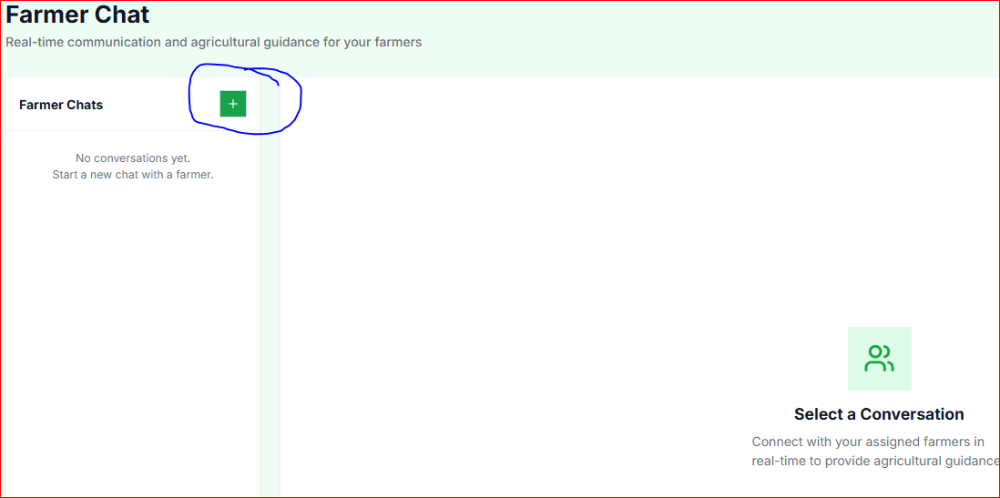 Farmer Chat
Real-time communication and agricultural guidance for your farmers
Farmer Chats
+
No conversations yet.
Start a new chat with a farmer.
Select a Conversation
Connect with your assigned farmers in
real-time to provide agricultural guidance